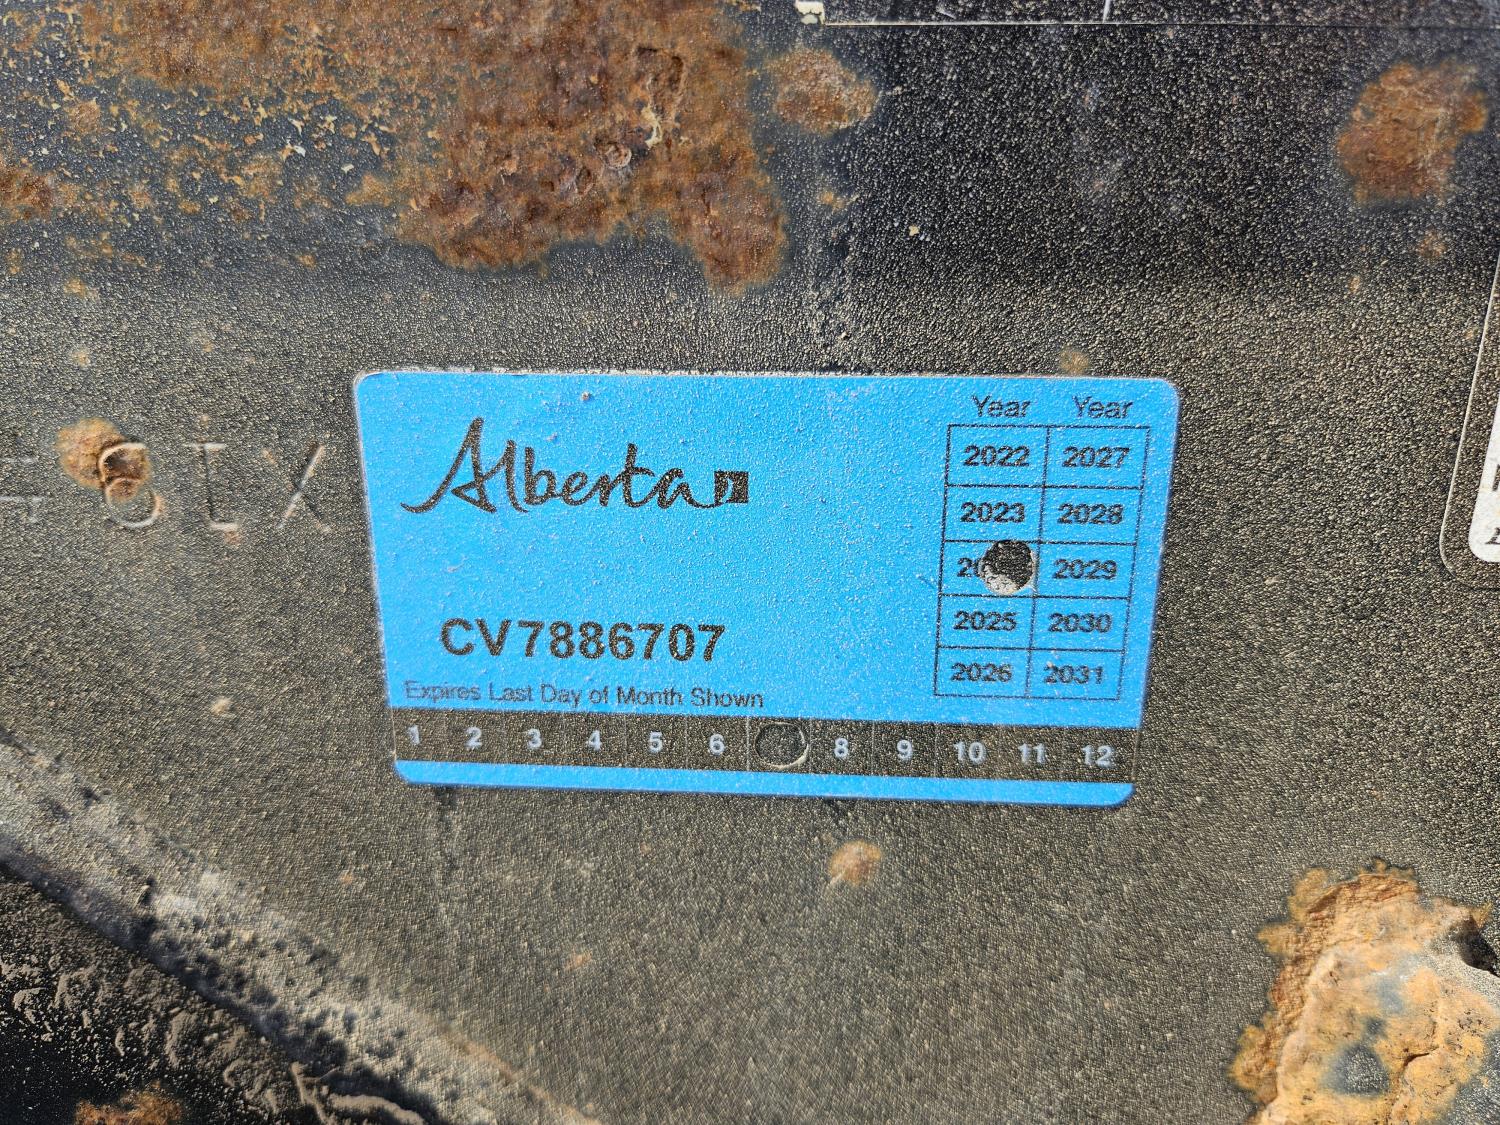 Alberta
Year Year
2022 2027
2023 2028
2029
2025 2030
2026 2031
CV7886707
Expires Last Day of Month Shown
1 2 3 4 5 6 8 9 10 11 12